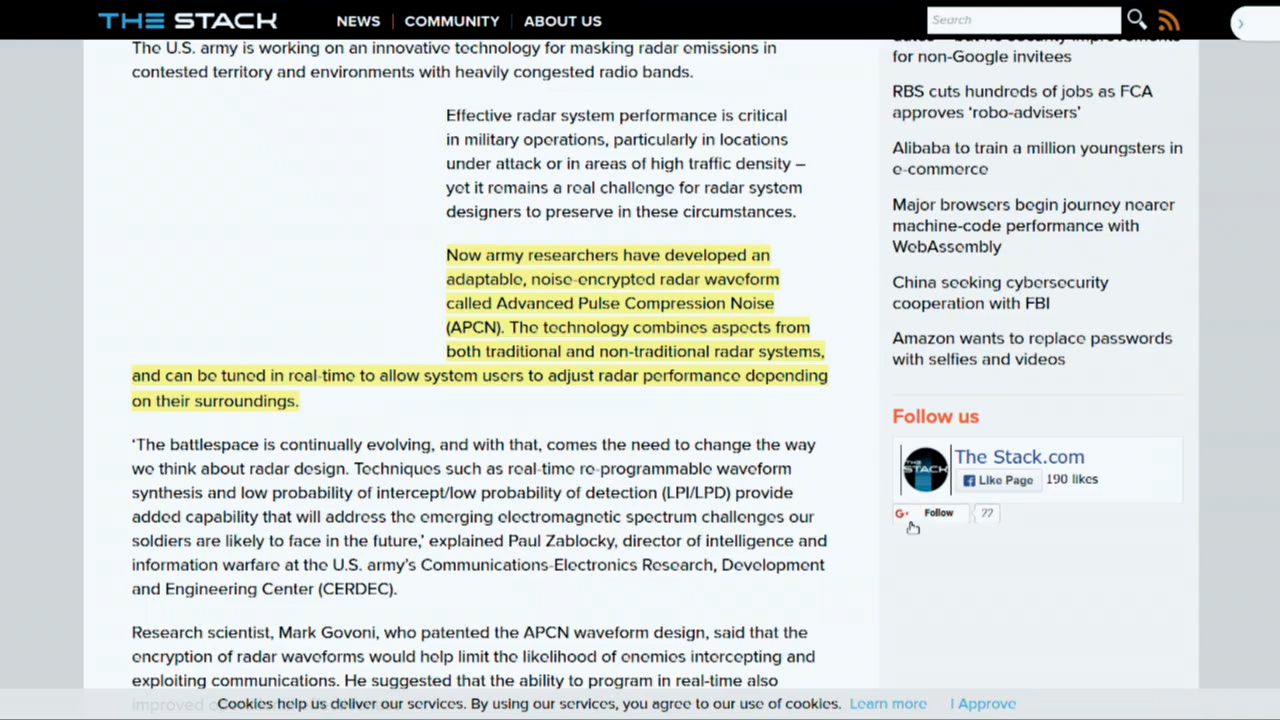 THE STACK
NEWS
COMMUNITY
ABOUT US
Search
The U.S. army is working on an innovative technology for masking radar emissions in
contested territory and environments with heavily congested radio bands.
Effective radar system performance is critical
in military operations, particularly in locations
under attack or in areas of high traffic density –
yet it remains a real challenge for radar system
designers to preserve in these circumstances.
Now army researchers have developed an
adaptable, noise-encrypted radar waveform
called Advanced Pulse Compression Noise
(APCN). The technology combines aspects from
both traditional and non-traditional radar systems,
and can be tuned in real-time to allow system users to adjust radar performance depending
on their surroundings.
‘The battlespace is continually evolving, and with that, comes the need to change the way
we think about radar design. Techniques such as real-time re-programmable waveform
synthesis and low probability of intercept/low probability of detection (LPI/LPD) provide
added capability that will address the emerging electromagnetic spectrum challenges our
soldiers are likely to face in the future,’ explained Paul Zablocky, director of intelligence and
information warfare at the U.S. army’s Communications-Electronics Research, Development
and Engineering Center (CERDEC).
Research scientist, Mark Govoni, who patented the APCN waveform design, said that the
encryption of radar waveforms would help limit the likelihood of enemies intercepting and
exploiting communications. He suggested that the ability to program in real-time also
improved
for non-Google invitees
RBS cuts hundreds of jobs as FCA
approves ‘robo-advisers’
Alibaba to train a million youngsters in
e-commerce
Major browsers begin journey nearer
machine-code performance with
WebAssembly
China seeking cybersecurity
cooperation with FBI
Amazon wants to replace passwords
with selfies and videos
Follow us
THE STACK
The Stack.com
Like Page
190 likes
G+ Follow
77
Cookies help us deliver our services. By using our services, you agree to our use of cookies. Learn more I Approve